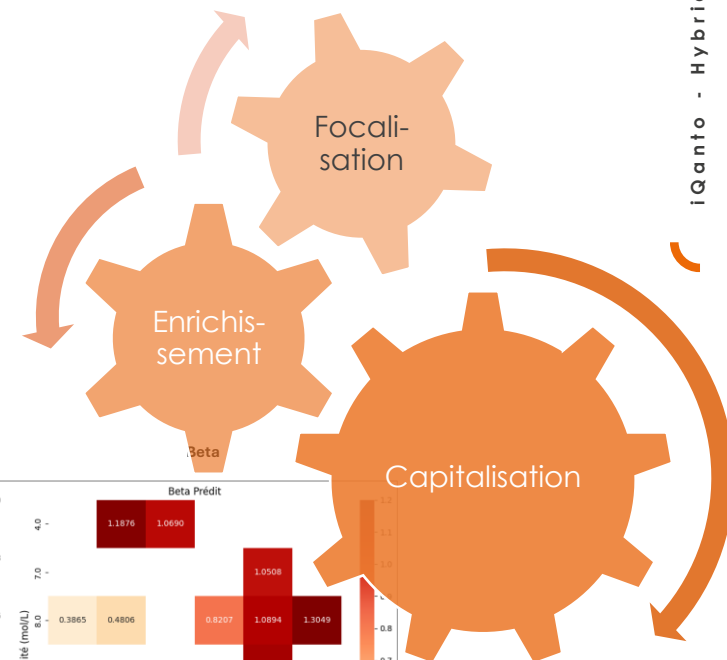 Focali-
sation
iQanto - Hybri
Enrichis-
sement
Capitalisation
Beta
Beta Prédit
4.0
1.1876 1.0690
7.0
1.0508
8.0
0.3865 0.4806 0.8207 1.0894 1.3049
ité (mol/L)
1.2
1.1
1.0
0.8